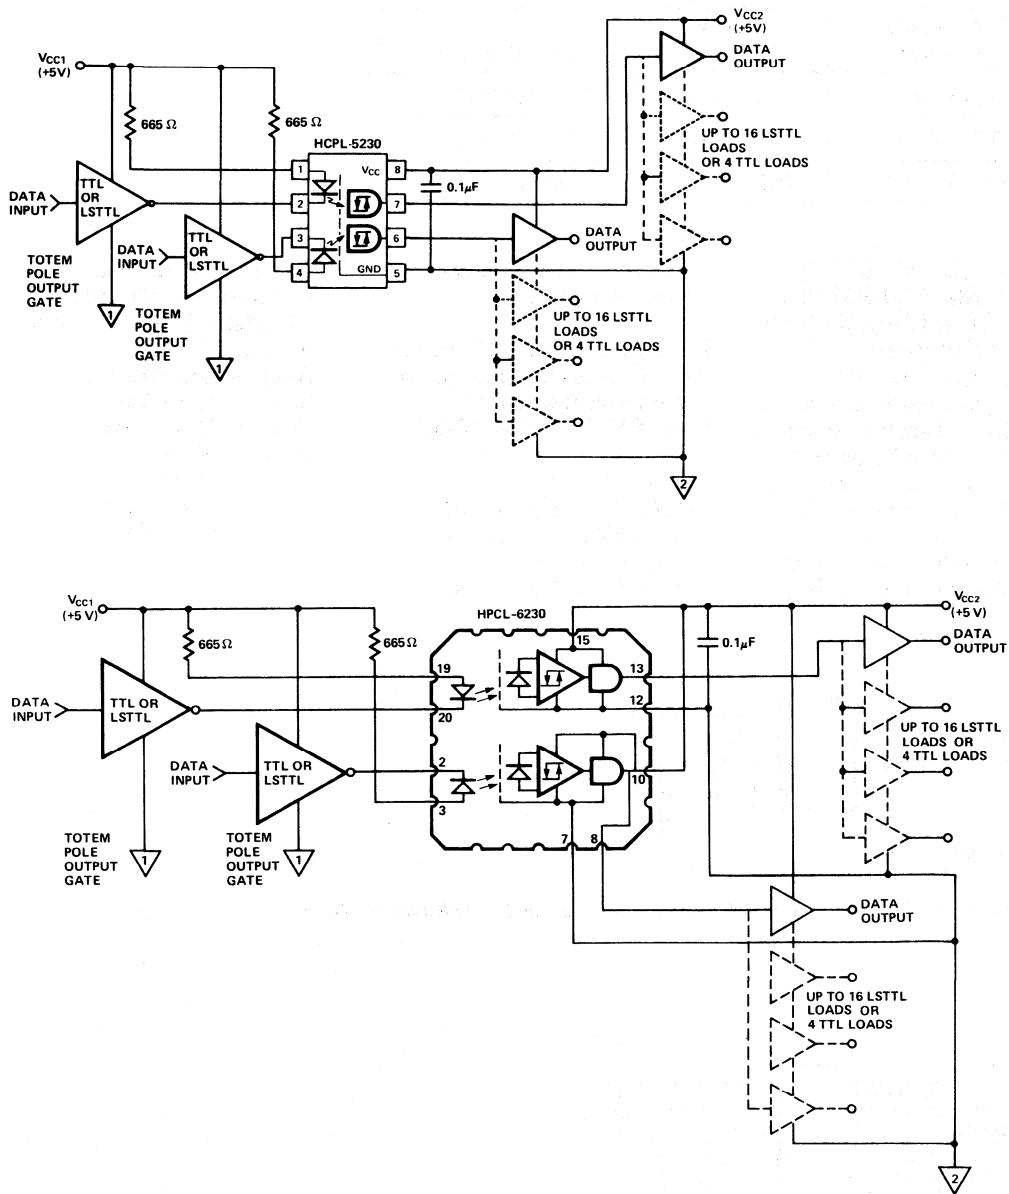 VCC2
(+5V)
DATA
OUTPUT
VCC1
(+5V)
665 Ω
665 Ω
UP TO 16 LSTTL
LOADS
OR 4 TTL LOADS
HCPL-5230
1
VCC
8
0.1µF
TTL
OR
LSTTL
DATA
INPUT
2
7
TTL
OR
LSTTL
DATA
INPUT
3
6
DATA
OUTPUT
4
GND
5
TOTEM
POLE
OUTPUT
GATE
1
TOTEM
POLE
OUTPUT
GATE
1
UP TO 16 LSTTL
LOADS
OR 4 TTL LOADS
2
VCC1
(+5 V)
HPCL-6230
VCC2
(+5 V)
665Ω
665Ω
15
0.1µF
DATA
OUTPUT
19
13
TTL OR
LSTTL
DATA
INPUT
20
12
UP TO 16 LSTTL
LOADS OR
4 TTL LOADS
TTL OR
LSTTL
DATA
INPUT
2
10
3
TOTEM
POLE
OUTPUT
GATE
1
TOTEM
POLE
OUTPUT
GATE
1
7
8
DATA
OUTPUT
UP TO 16 LSTTL
LOADS OR
4 TTL LOADS
2